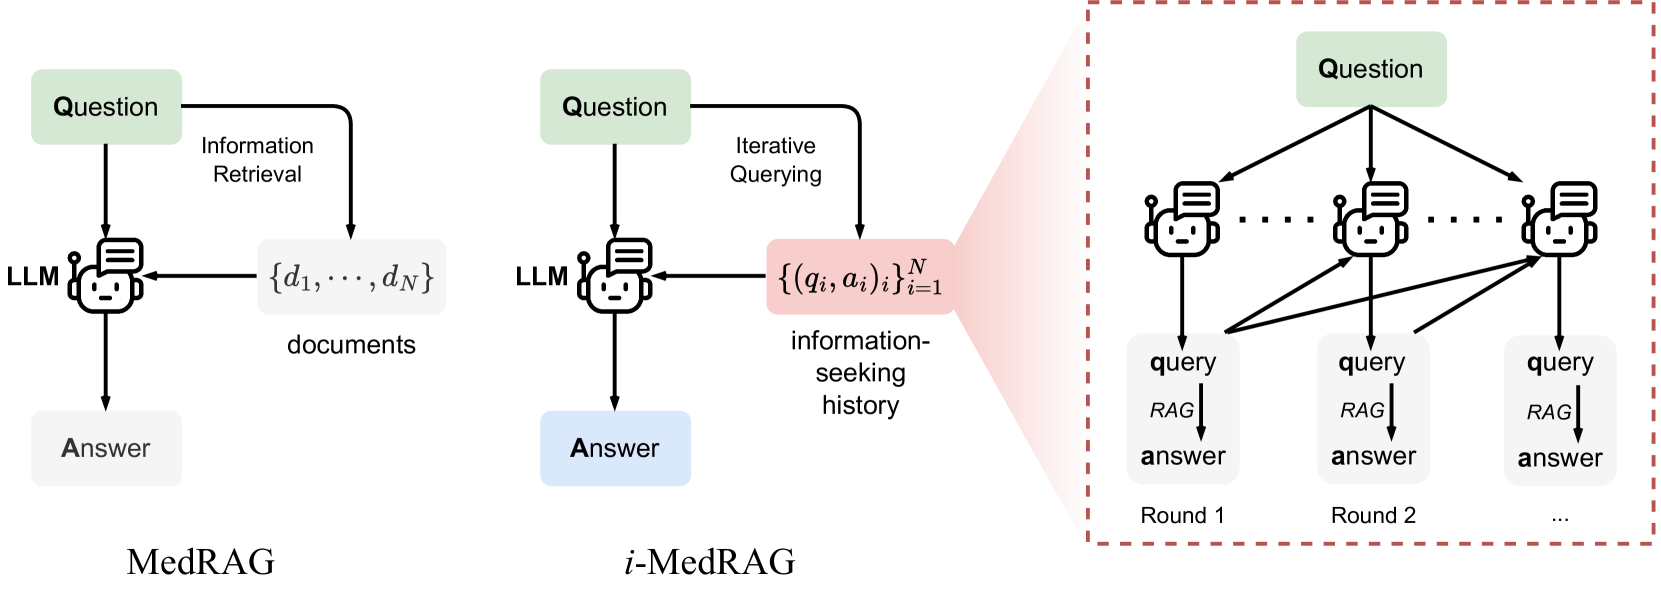 Question
Information
Retrieval
LLM
{d_1, ⋯, d_N}
documents
Answer
MedRAG
Question
Iterative
Querying
LLM
{(q_i, a_i)_i}_{i=1}^N
information-
seeking
history
Answer
i-MedRAG
Question
query
RAG
answer
Round 1
query
RAG
answer
Round 2
query
RAG
answer
...